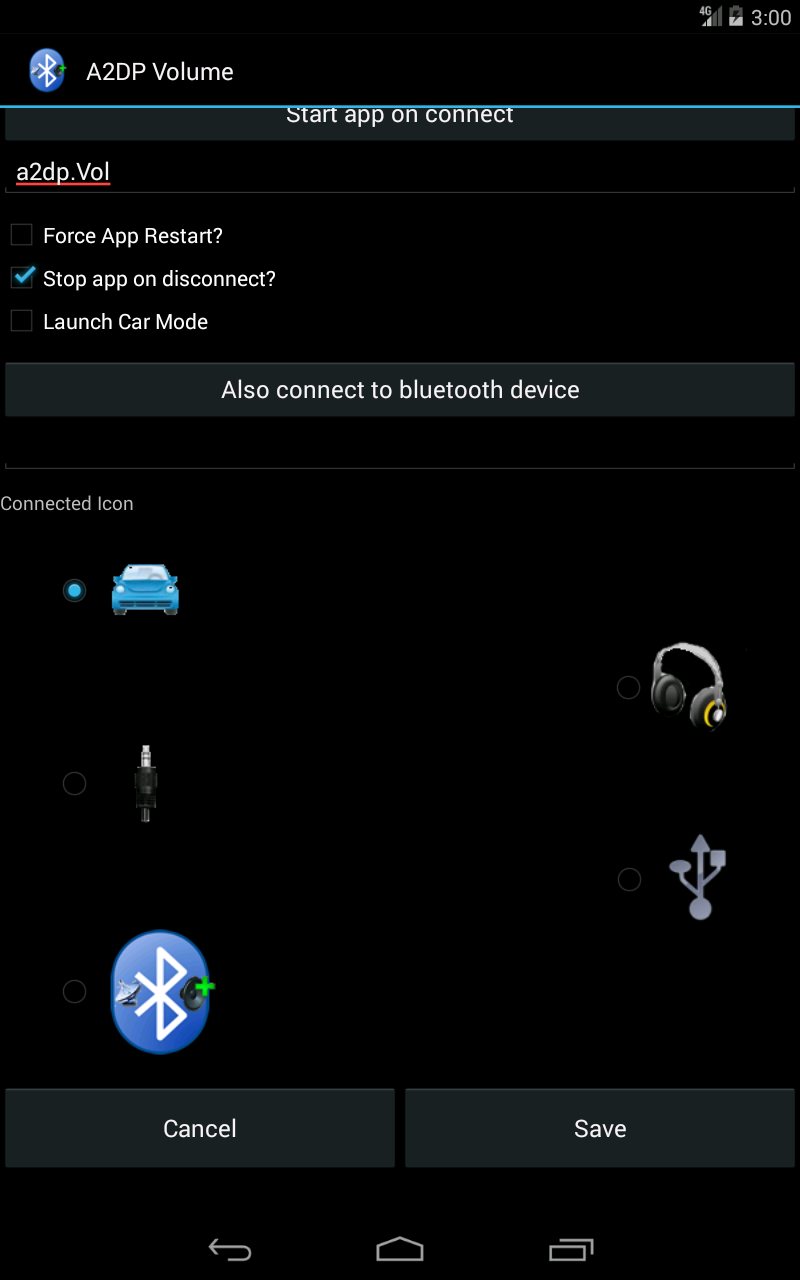 4G 3:00
A2DP Volume
Start app on connect
a2dp.Vol
Force App Restart?
Stop app on disconnect?
Launch Car Mode
Also connect to bluetooth device
Connected Icon
Cancel
Save